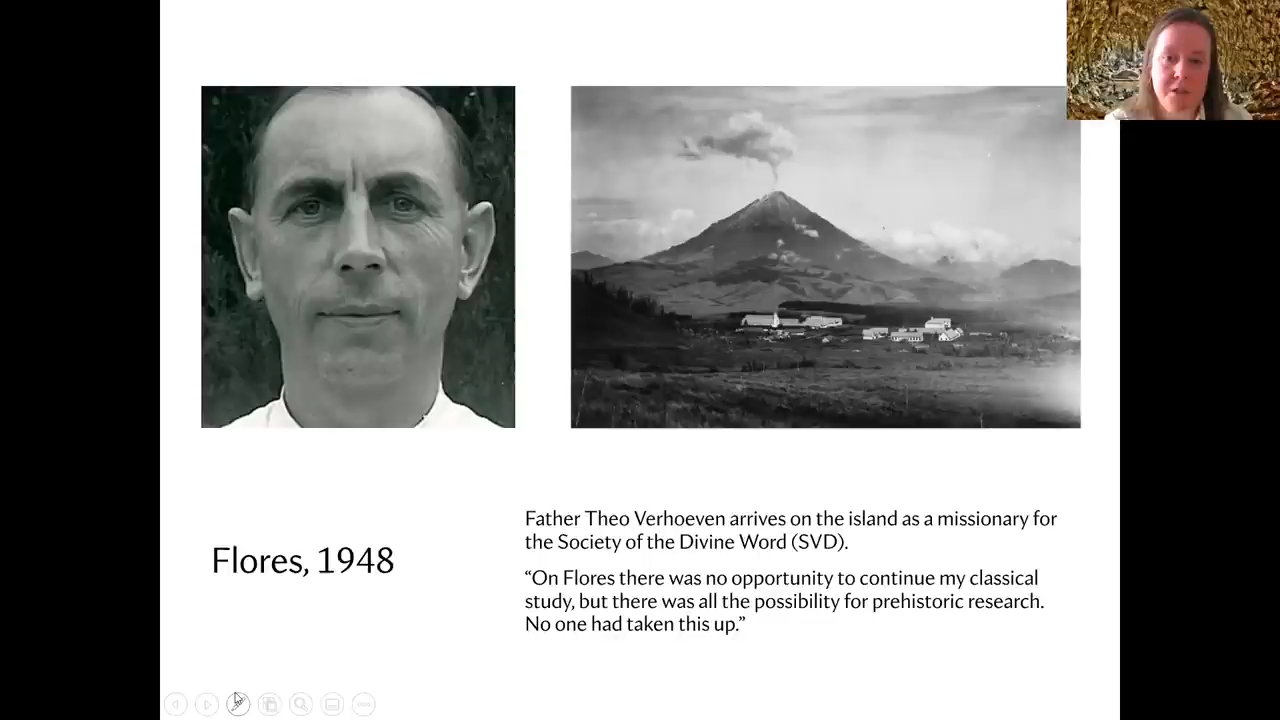 Flores, 1948
Father Theo Verhoeven arrives on the island as a missionary for
the Society of the Divine Word (SVD).
“On Flores there was no opportunity to continue my classical
study, but there was all the possibility for prehistoric research.
No one had taken this up.”